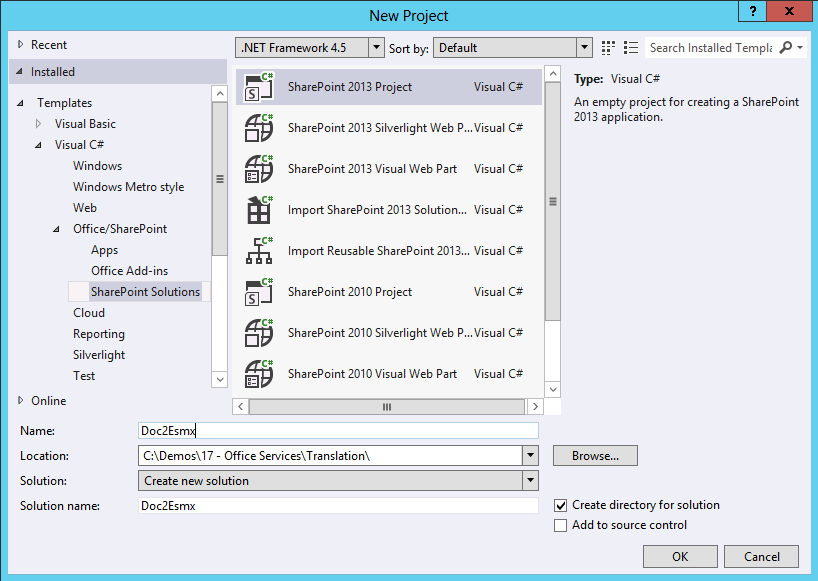 New Project
?
x
Recent
Installed
Templates
Visual Basic
Visual C#
Windows
Windows Metro style
Web
Office/SharePoint
Apps
Office Add-ins
SharePoint Solutions
Cloud
Reporting
Silverlight
Test
Online
.NET Framework 4.5 Sort by: Default Search Installed Templa
SharePoint 2013 Project Visual C#
SharePoint 2013 Silverlight Web P... Visual C#
SharePoint 2013 Visual Web Part Visual C#
Import SharePoint 2013 Solution... Visual C#
Import Reusable SharePoint 2013... Visual C#
SharePoint 2010 Project Visual C#
SharePoint 2010 Silverlight Web P... Visual C#
SharePoint 2010 Visual Web Part Visual C#
Type: Visual C#
An empty project for creating a SharePoint
2013 application.
Name: Doc2Esmx
Location: C:\Demos\17 - Office Services\Translation\ Browse...
Solution: Create new solution
Solution name: Doc2Esmx
Create directory for solution
Add to source control
OK Cancel